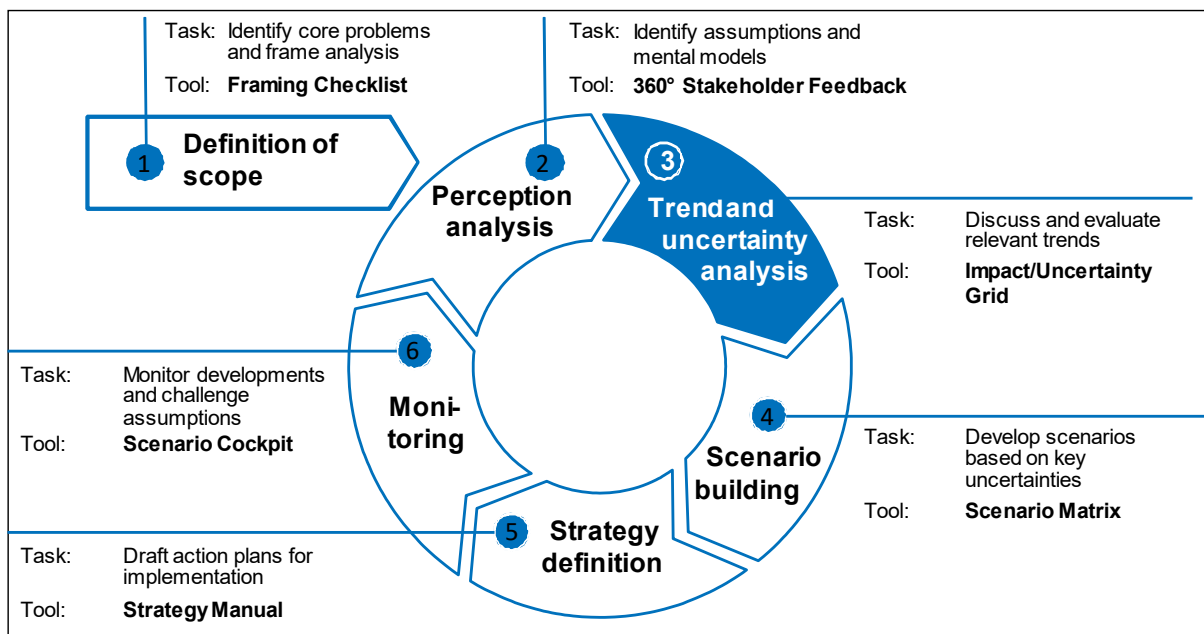 Task: Identify core problems
and frame analysis
Tool: Framing Checklist
Task: Identify assumptions and
mental models
Tool: 360° Stakeholder Feedback
1
Definition of
scope
2
Perception
analysis
3
Trend and
uncertainty
analysis
Task: Discuss and evaluate
relevant trends
Tool: Impact/Uncertainty
Grid
6
Moni-
toring
Task: Monitor developments
and challenge
assumptions
Tool: Scenario Cockpit
4
Scenario
building
Task: Develop scenarios
based on key
uncertainties
Tool: Scenario Matrix
5
Strategy
definition
Task: Draft action plans for
implementation
Tool: Strategy Manual